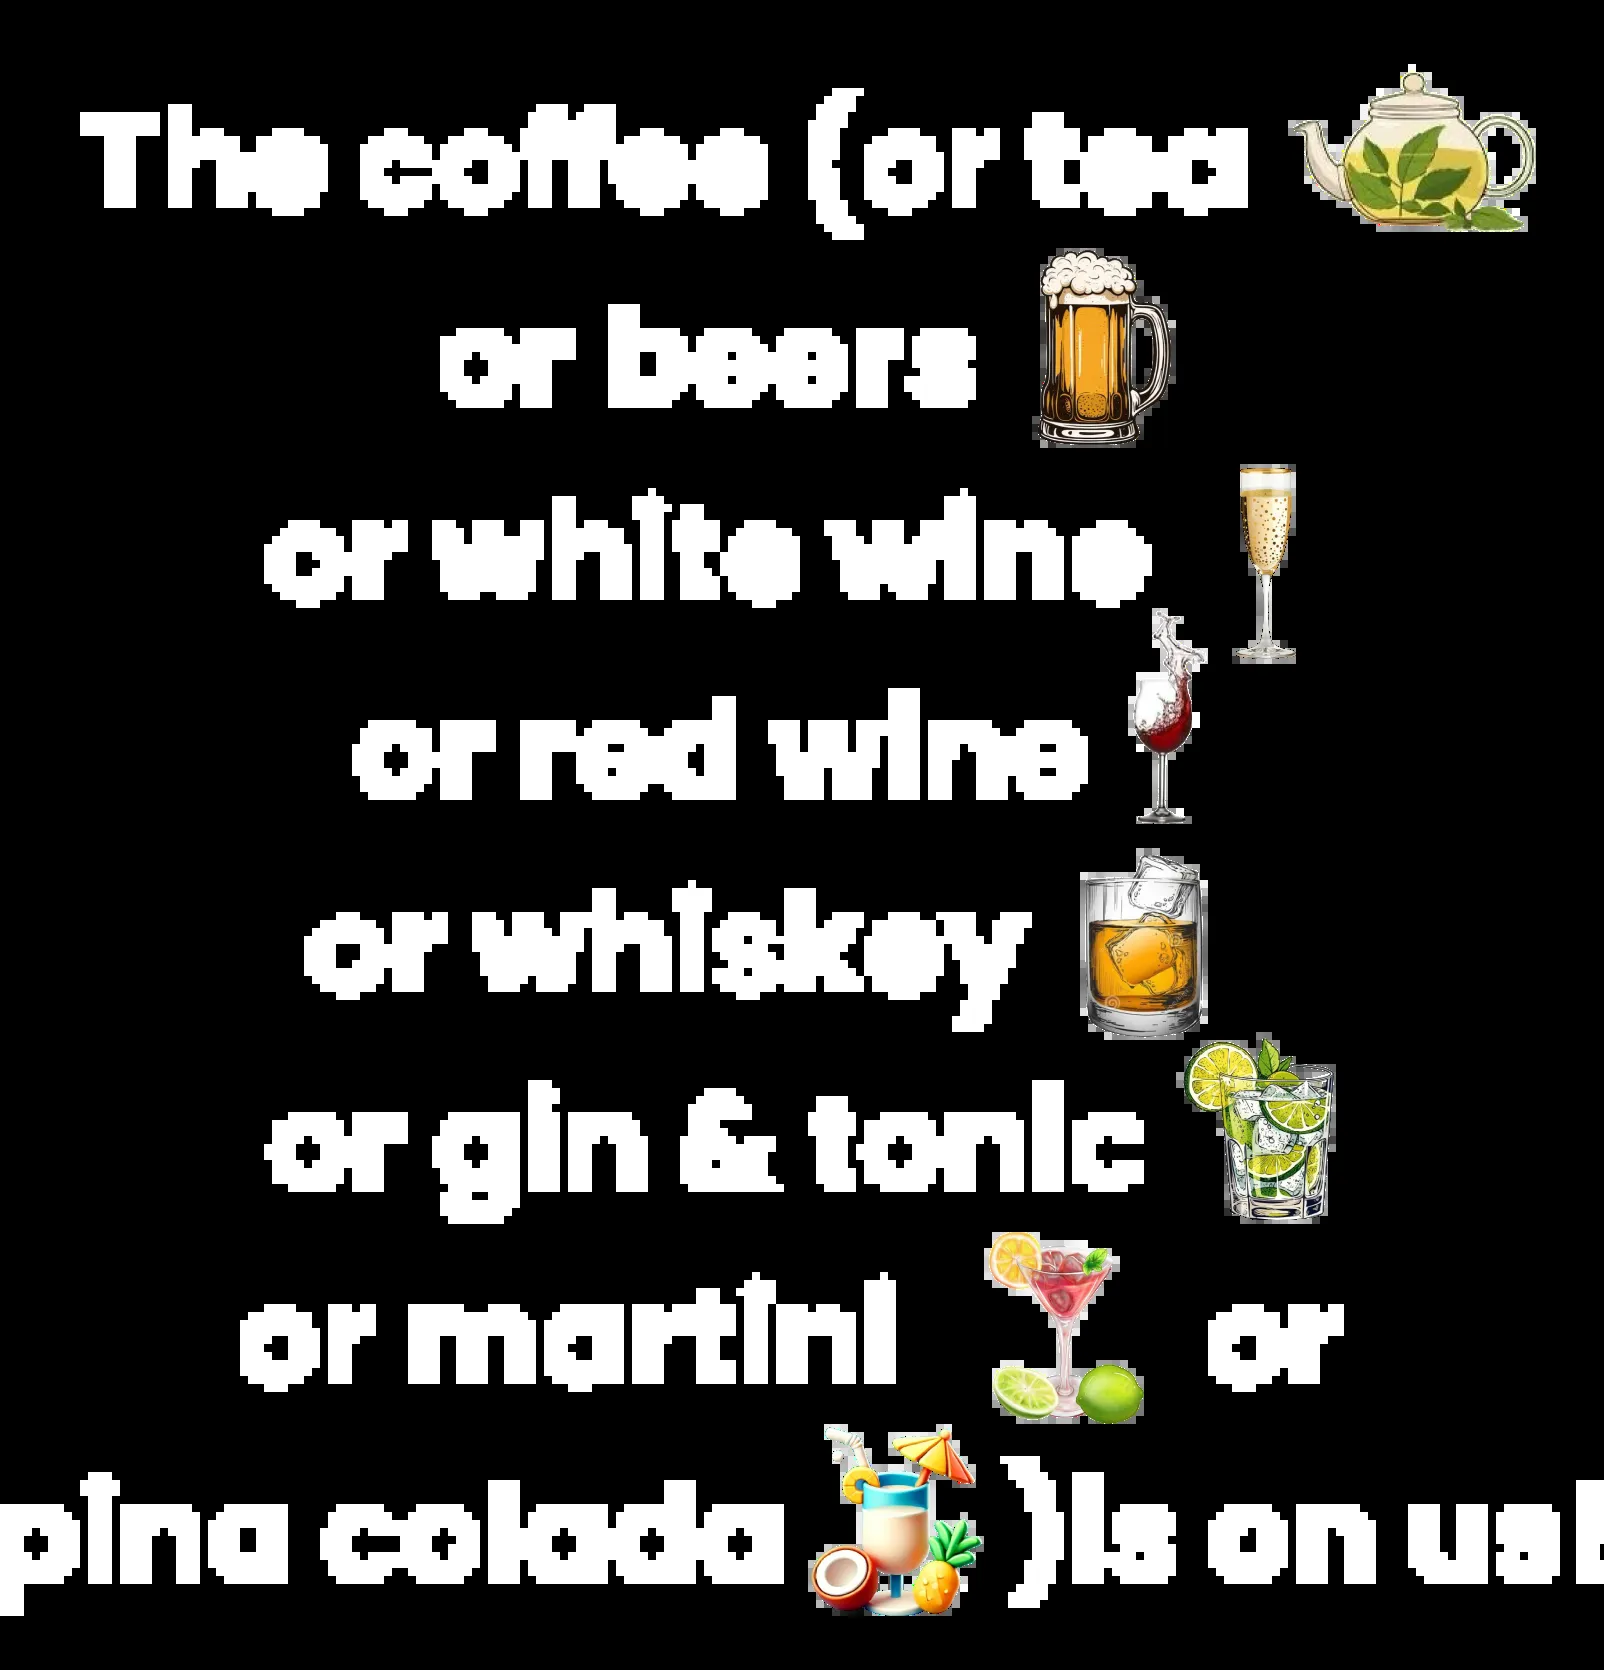 The coffee (or tea
or beers
or white wine
or red wine
or whiskey
or gin & tonic
or martini or
pina colada )is on us!